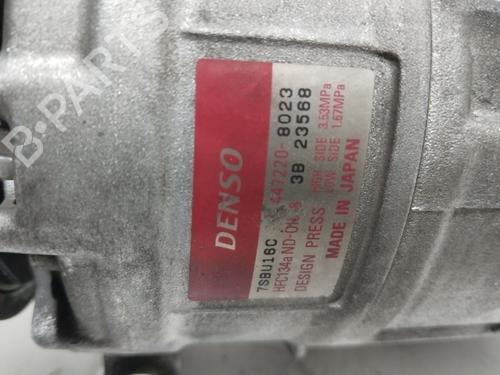 DENSO
447220-8023
3B 23568
7SBU16C
HFC134a ND-OIL 8
DESIGN PRESS HIGH SIDE 3.53MPa
LOW SIDE 1.67MPa
MADE IN JAPAN
B-PARTS